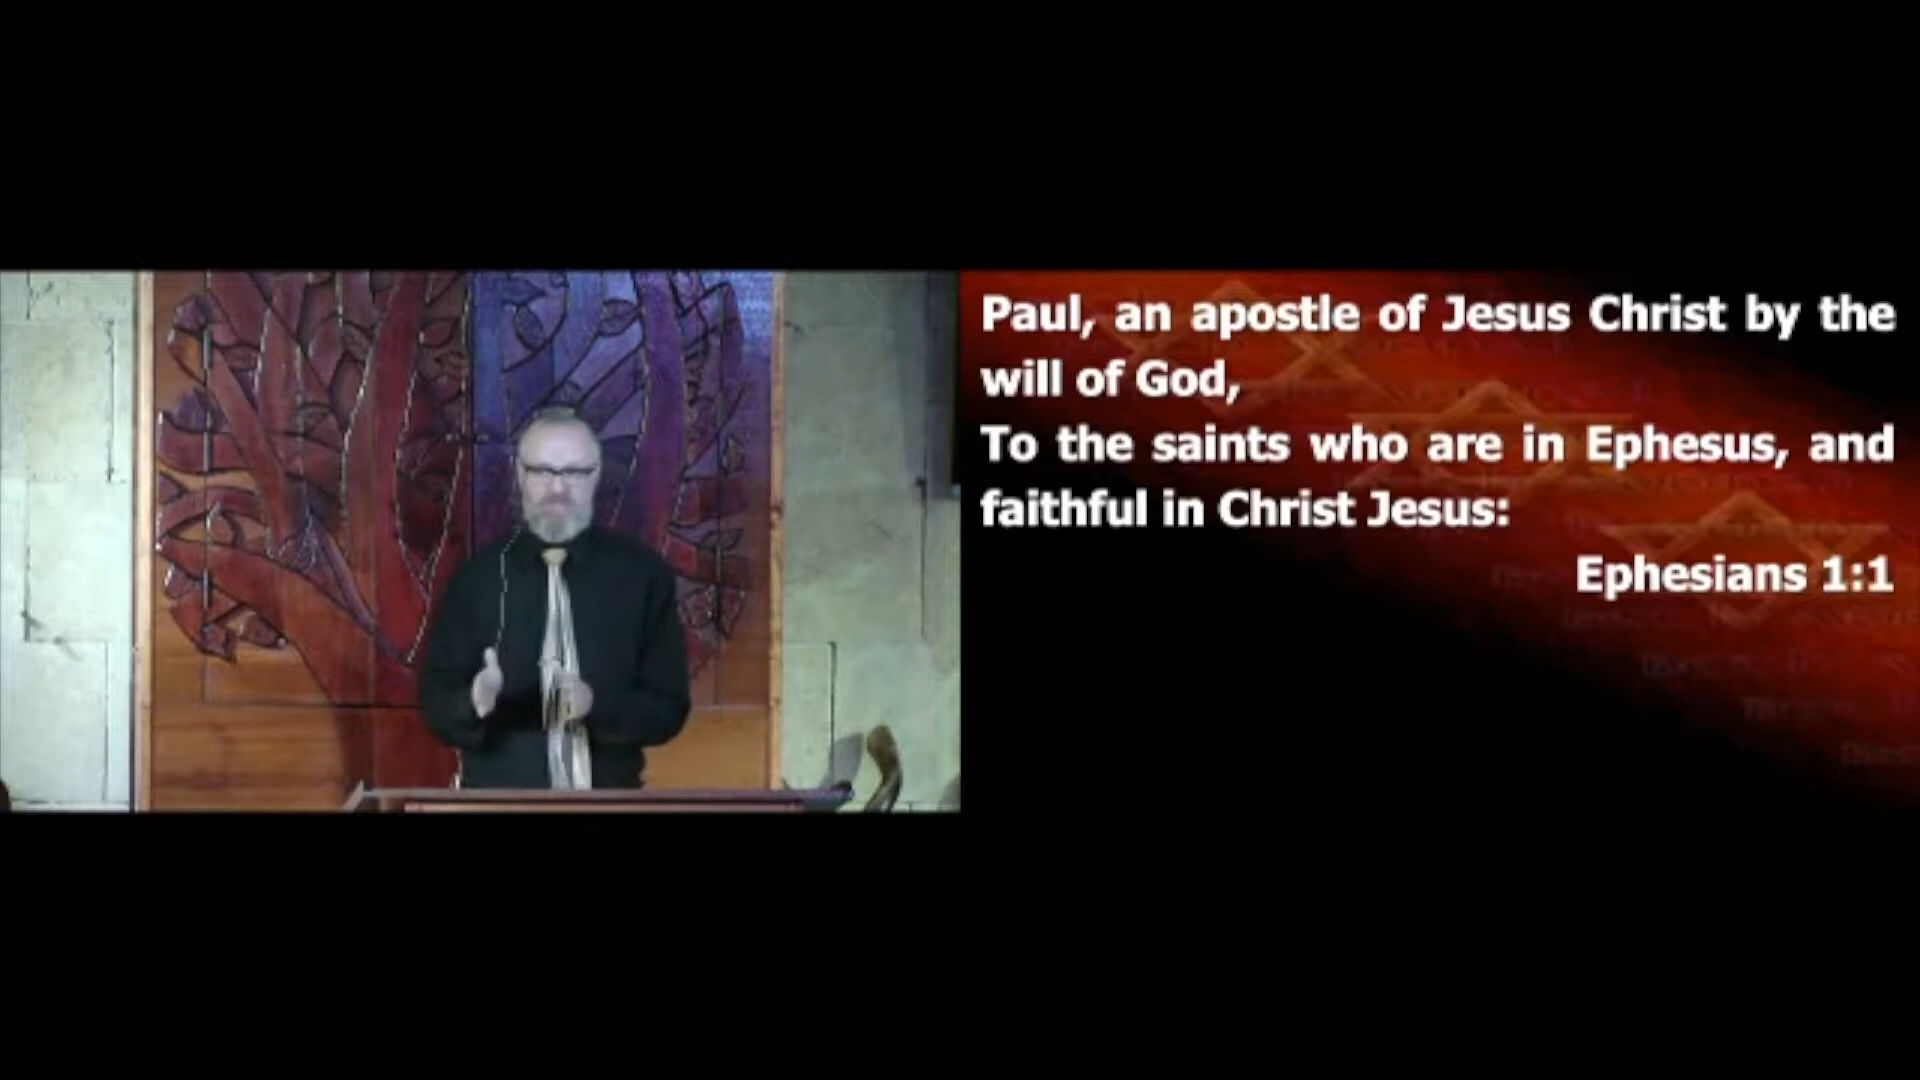 Paul, an apostle of Jesus Christ by the
will of God,
To the saints who are in Ephesus, and
faithful in Christ Jesus:
Ephesians 1:1